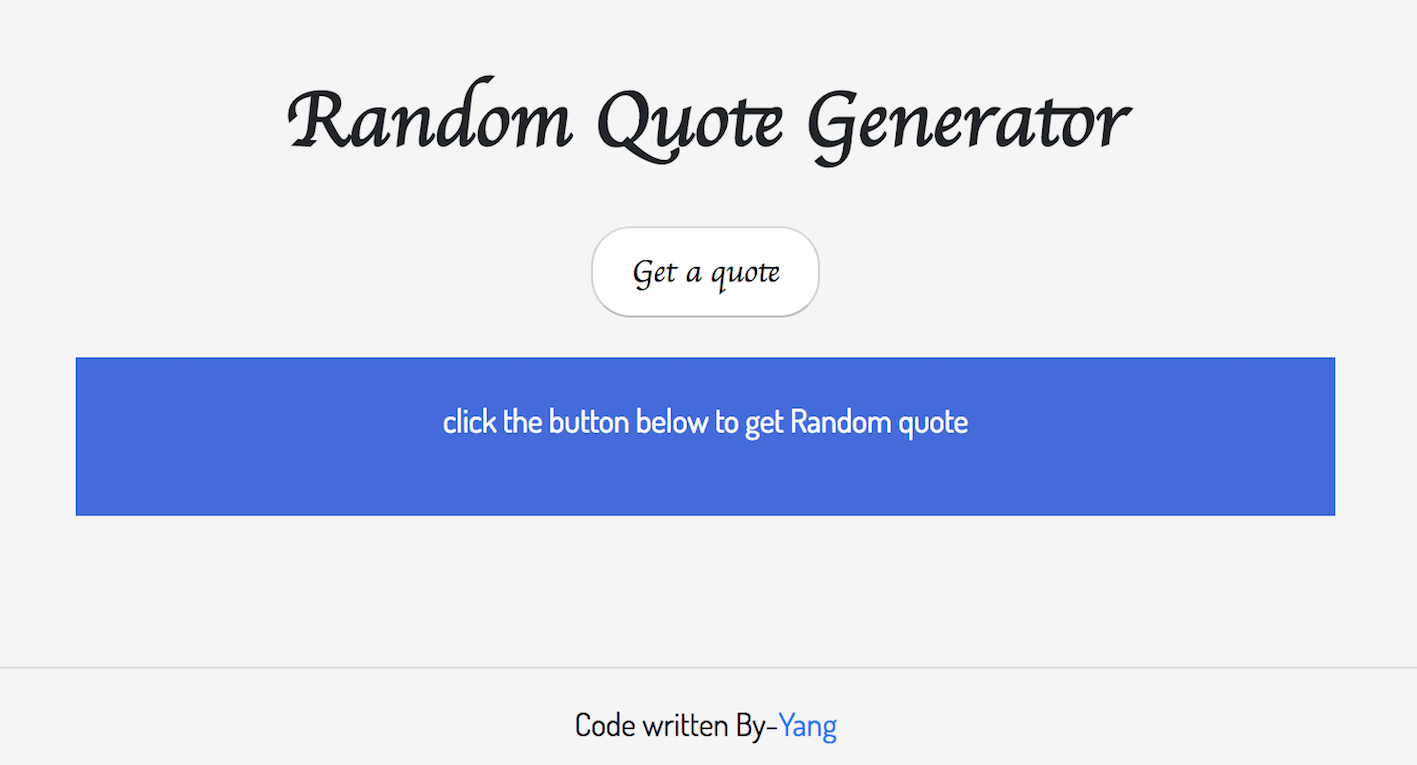 Random Quote Generator
Get a quote
click the button below to get Random quote
Code written By-Yang